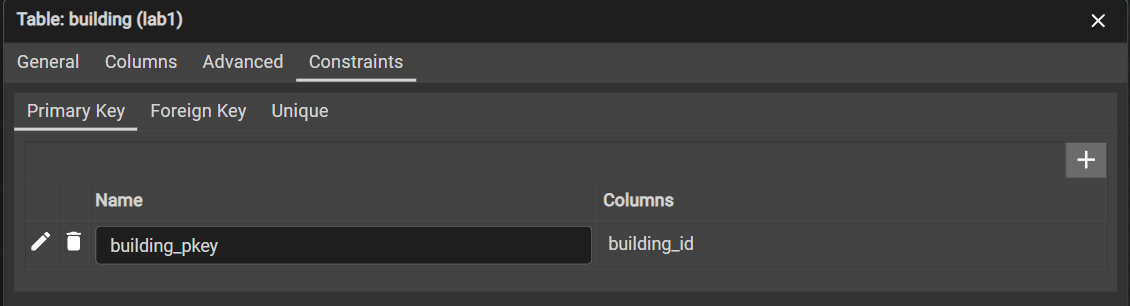 Table: building (lab1)
General Columns Advanced Constraints
Primary Key Foreign Key Unique
Name Columns
building_pkey building_id